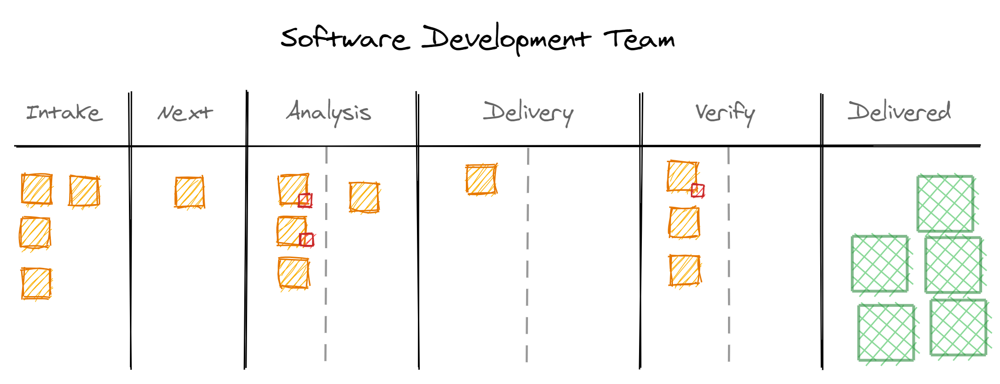 Software Development Team
Intake Next Analysis Delivery Verify Delivered